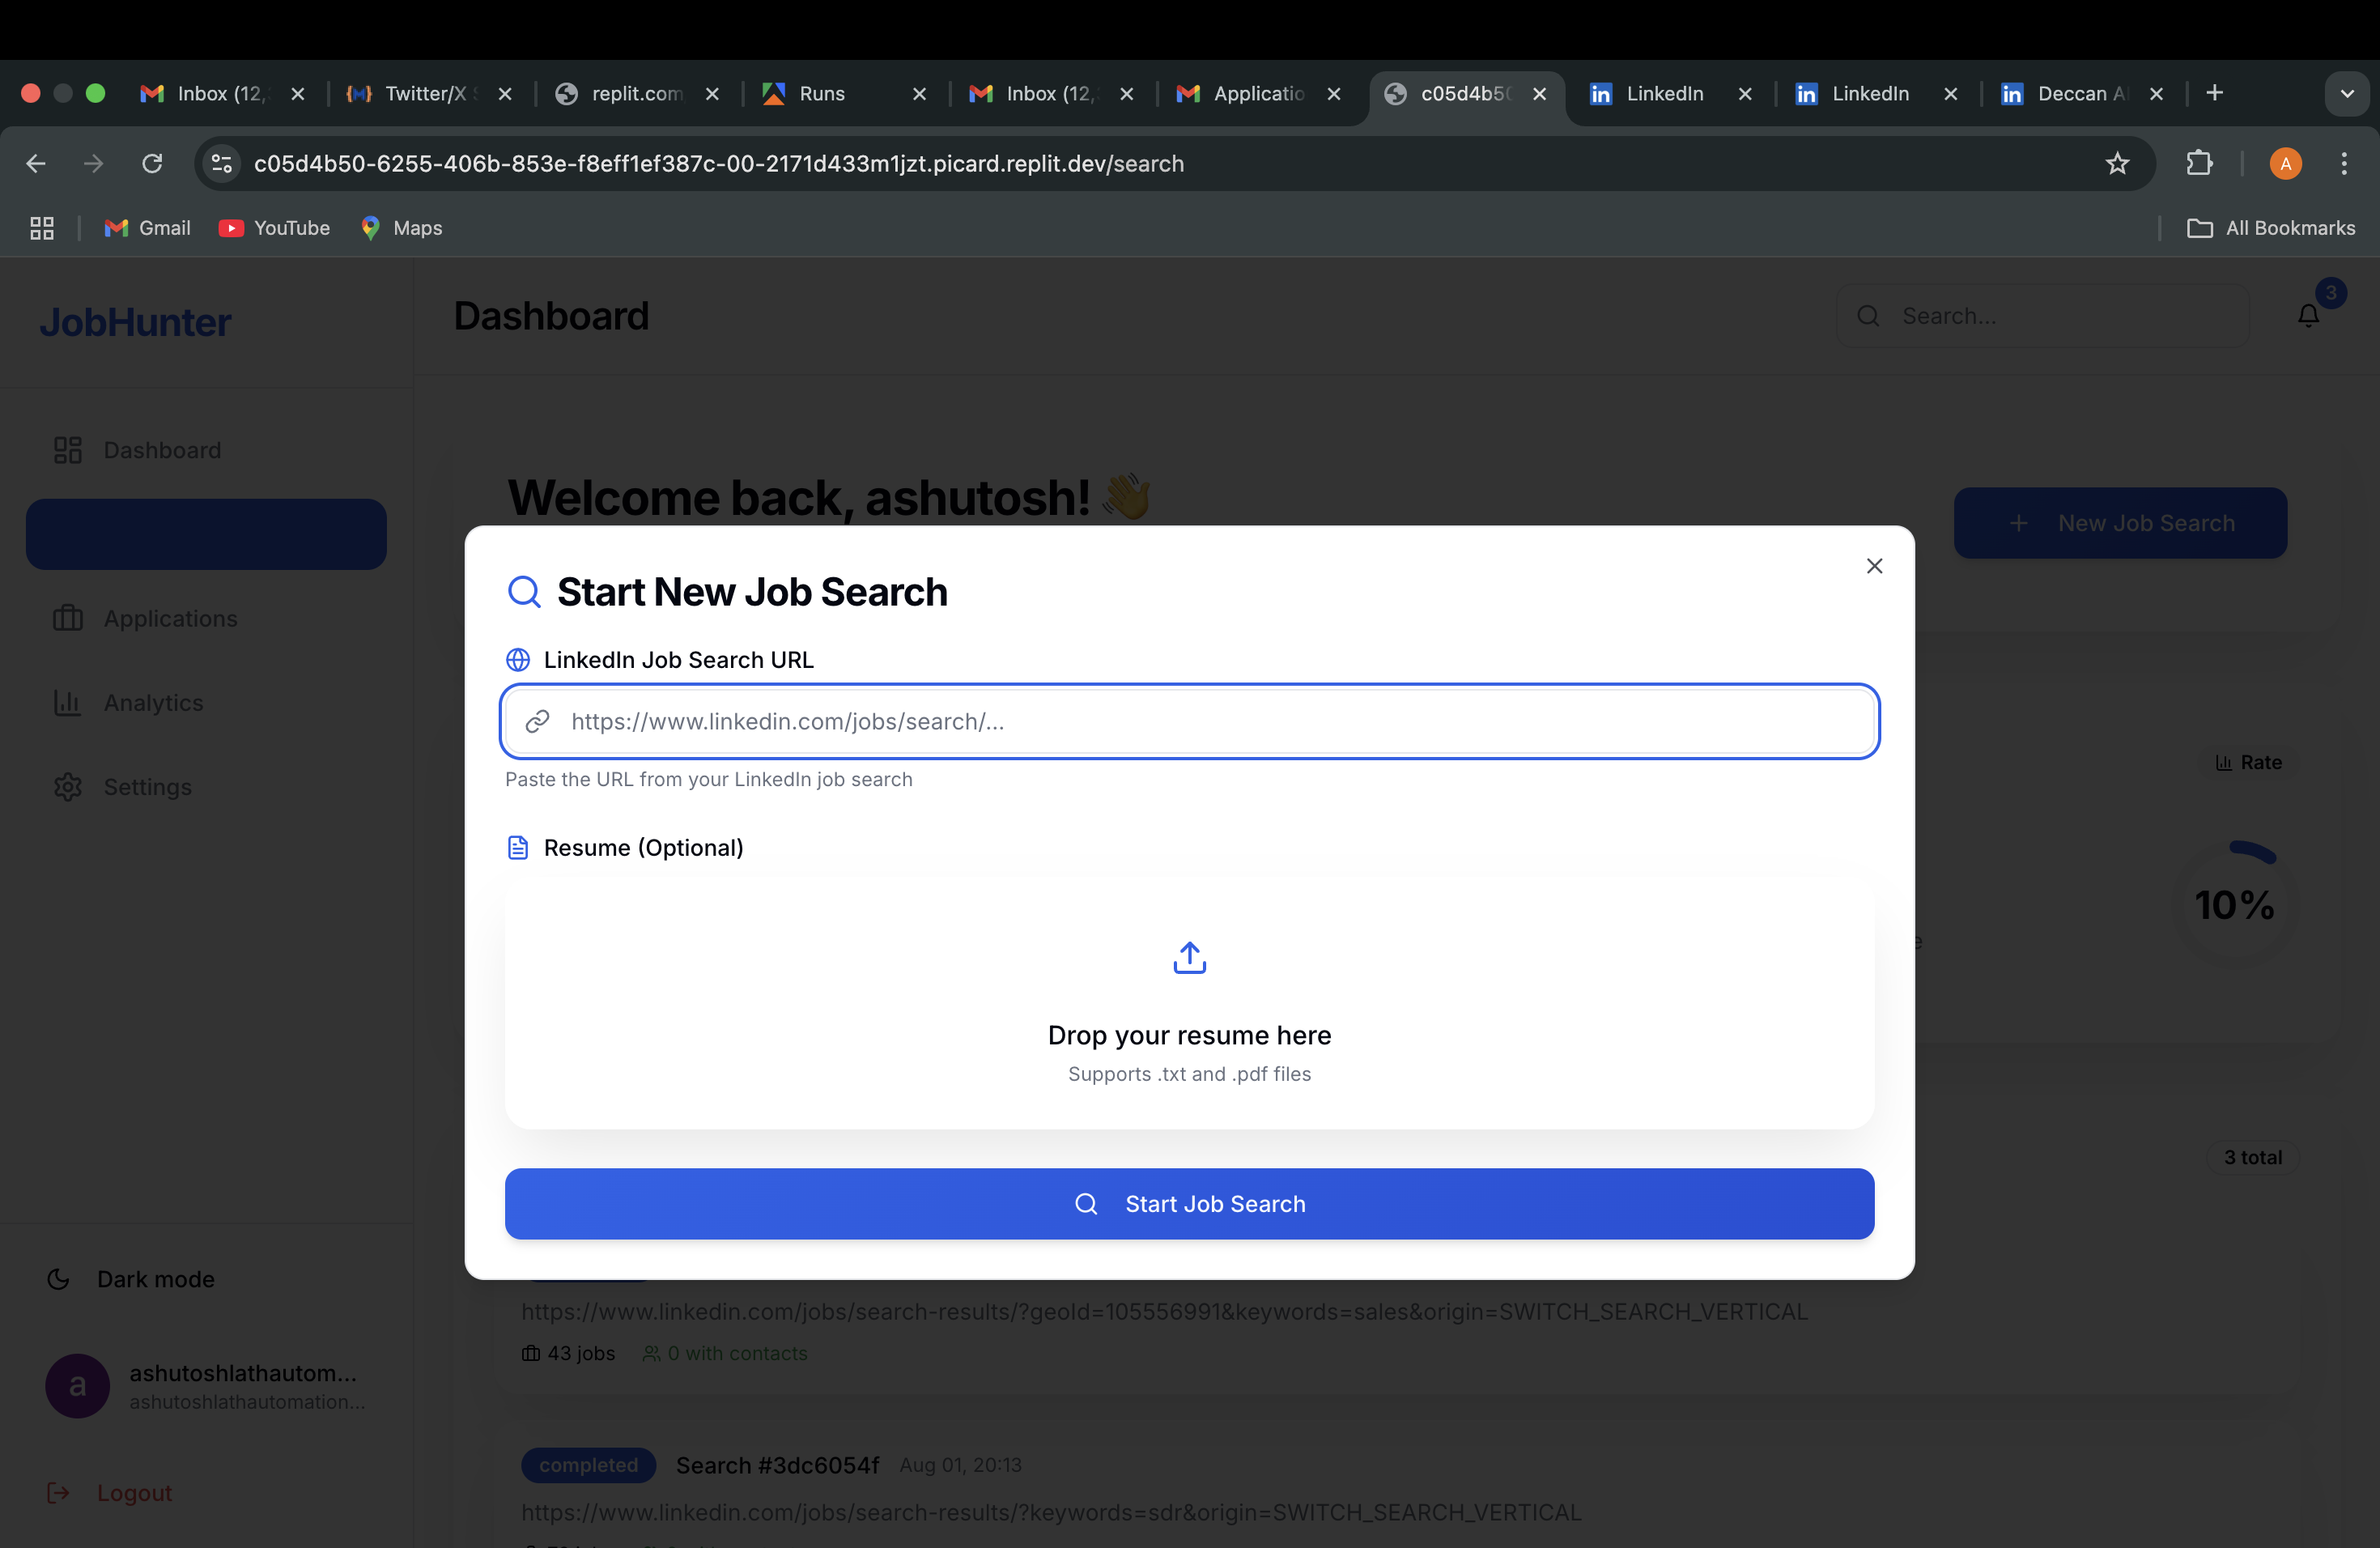 Inbox (12,
Twitter/X
replit.com
Runs
Inbox (12,
Applicatio
c05d4b50
LinkedIn
LinkedIn
Deccan A
c05d4b50-6255-406b-853e-f8eff1ef387c-00-2171d433m1jzt.picard.replit.dev/search
A
Gmail
YouTube
Maps
All Bookmarks
JobHunter
Dashboard
Search...
3
Dashboard
Applications
Analytics
Settings
Welcome back, ashutosh! 👋
New Job Search
Start New Job Search
LinkedIn Job Search URL
https://www.linkedin.com/jobs/search/...
Paste the URL from your LinkedIn job search
Resume (Optional)
Drop your resume here
Supports .txt and .pdf files
Start Job Search
Rate
10%
3 total
https://www.linkedin.com/jobs/search-results/?geoId=105556991&keywords=sales&origin=SWITCH_SEARCH_VERTICAL
43 jobs
0 with contacts
completed Search #3dc6054f Aug 01, 20:13
https://www.linkedin.com/jobs/search-results/?keywords=sdr&origin=SWITCH_SEARCH_VERTICAL
Dark mode
a
ashutoshlathautom...
ashutoshlathautomation...
Logout